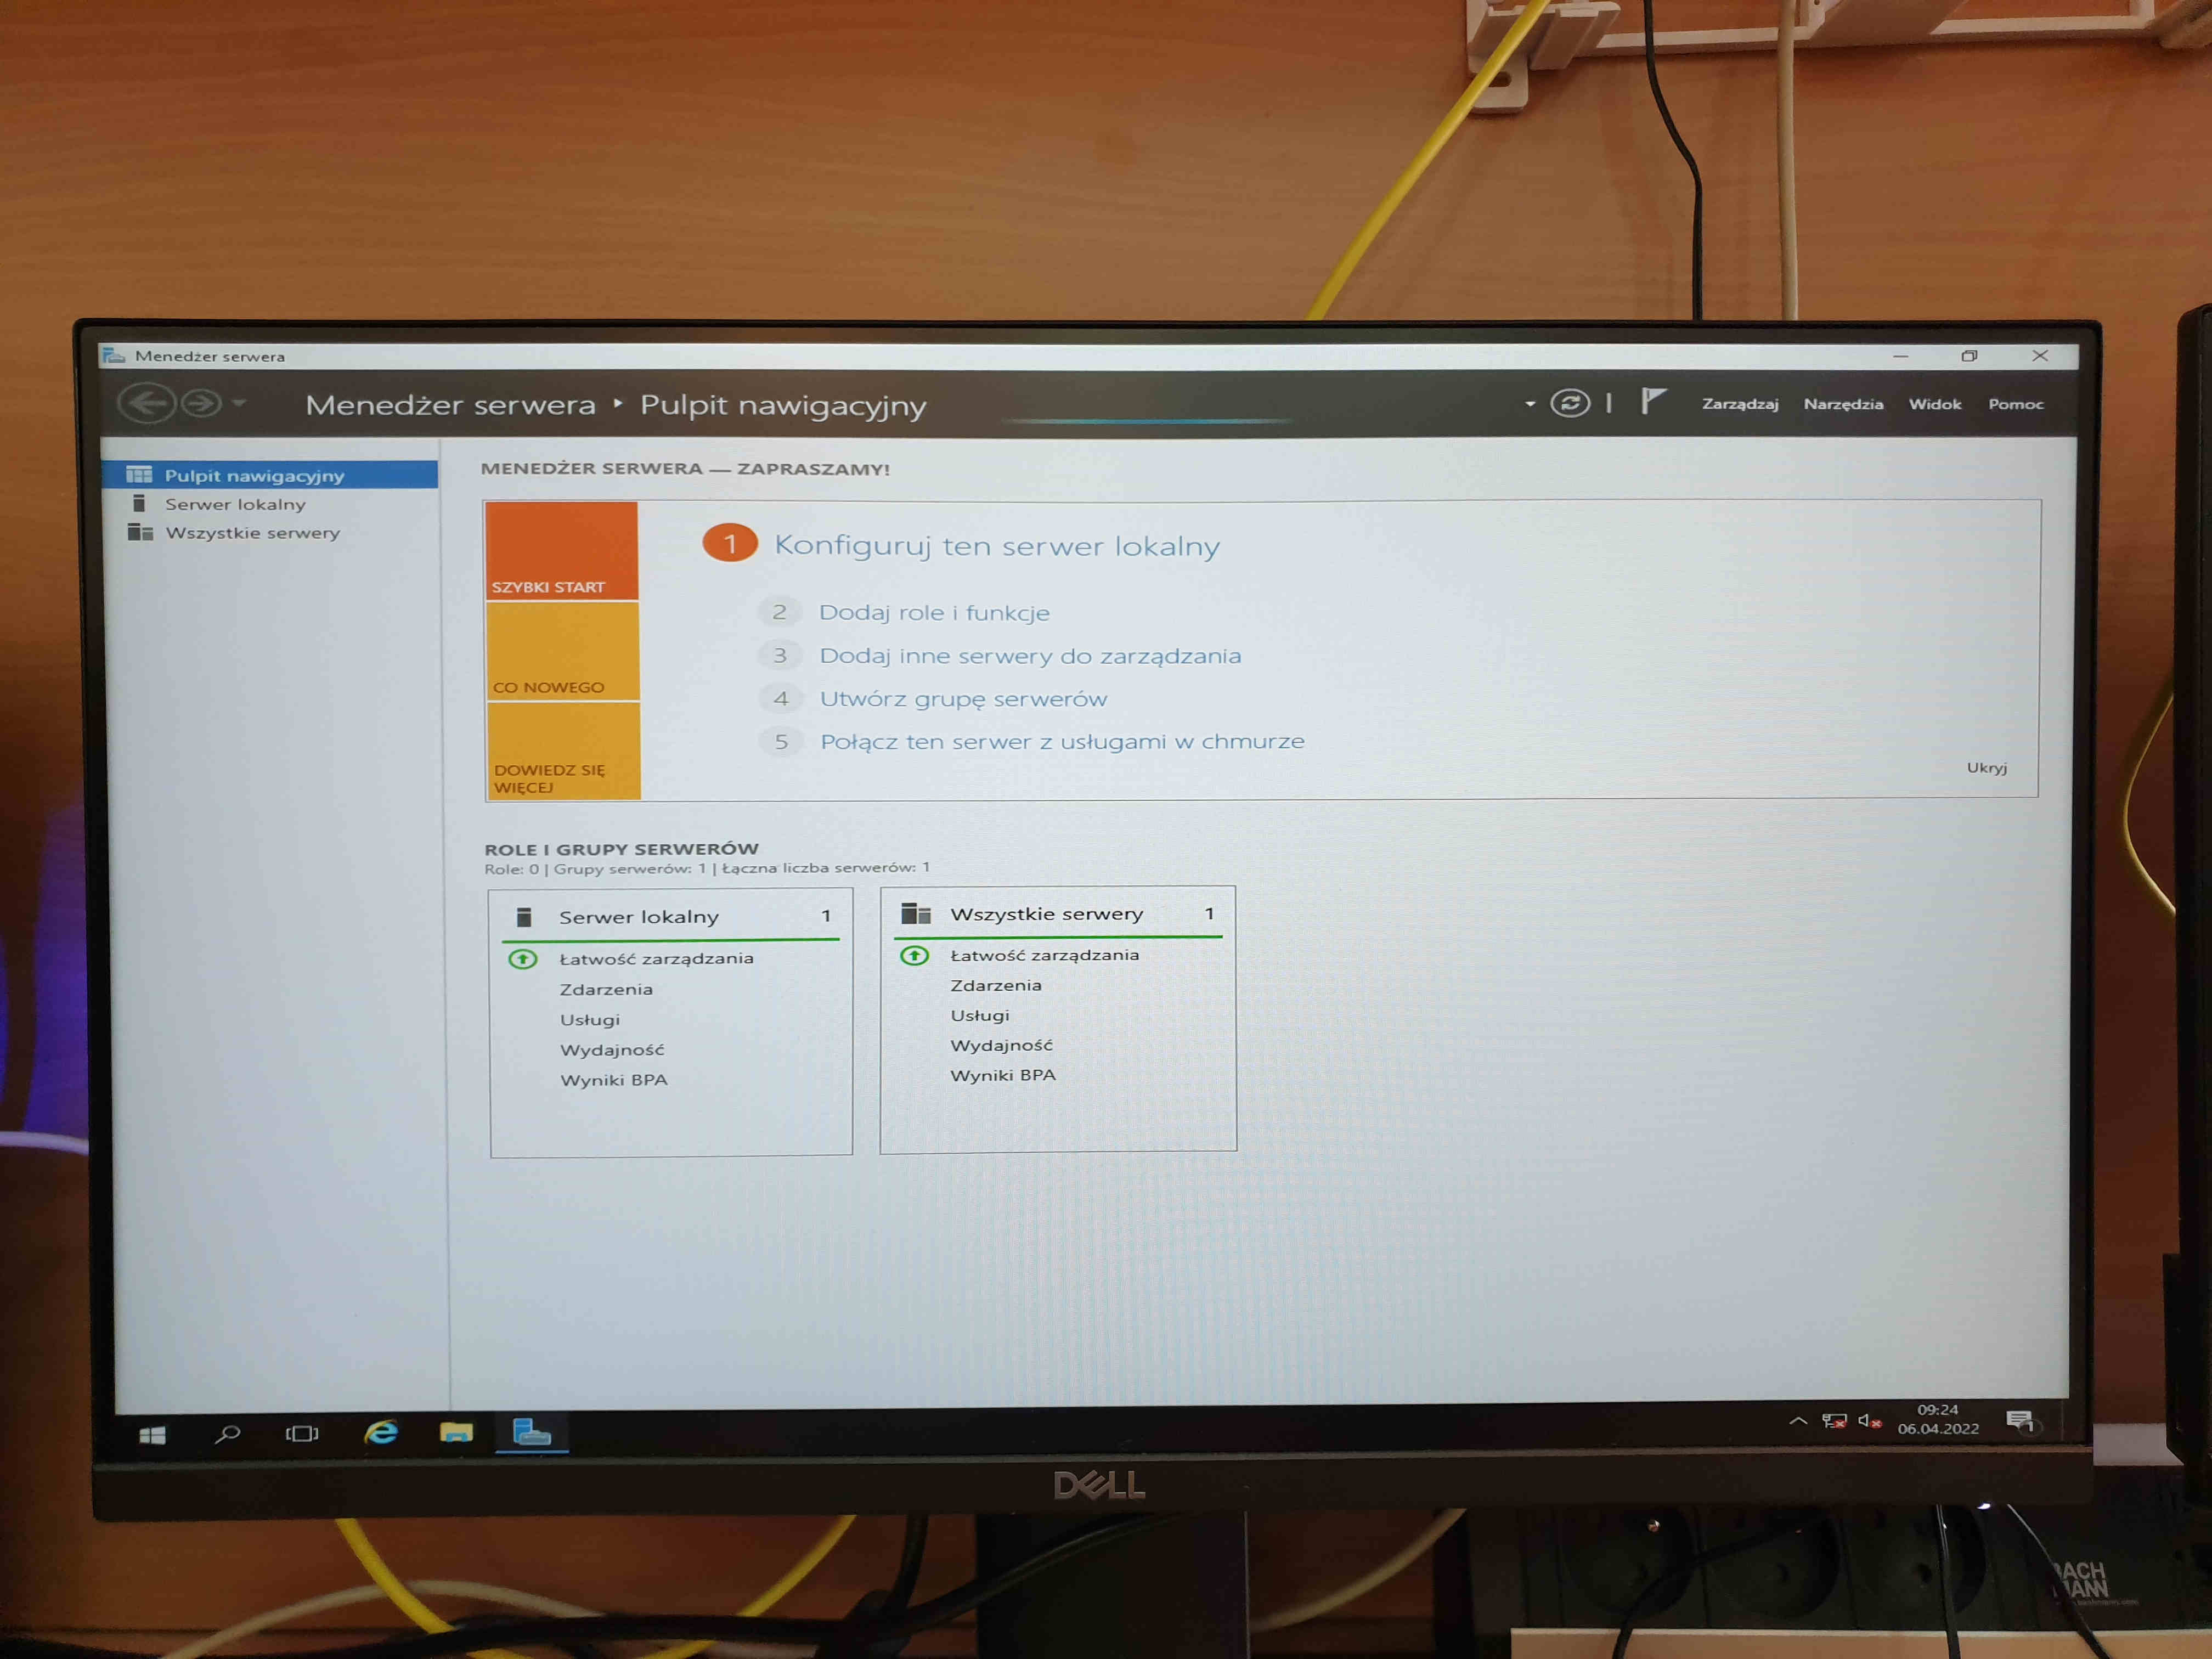 Menedżer serwera
Menedżer serwera ‣ Pulpit nawigacyjny
Zarządzaj Narzędzia Widok Pomoc
Pulpit nawigacyjny
Serwer lokalny
Wszystkie serwery
MENEDŻER SERWERA — ZAPRASZAMY!
SZYBKI START
CO NOWEGO
DOWIEDZ SIĘ
WIĘCEJ
1 Konfiguruj ten serwer lokalny
2 Dodaj role i funkcje
3 Dodaj inne serwery do zarządzania
4 Utwórz grupę serwerów
5 Połącz ten serwer z usługami w chmurze
Ukryj
ROLE I GRUPY SERWERÓW
Role: 0 | Grupy serwerów: 1 | Łączna liczba serwerów: 1
Serwer lokalny 1
Łatwość zarządzania
Zdarzenia
Usługi
Wydajność
Wyniki BPA
Wszystkie serwery 1
Łatwość zarządzania
Zdarzenia
Usługi
Wydajność
Wyniki BPA
09:24
06.04.2022
1
DELL